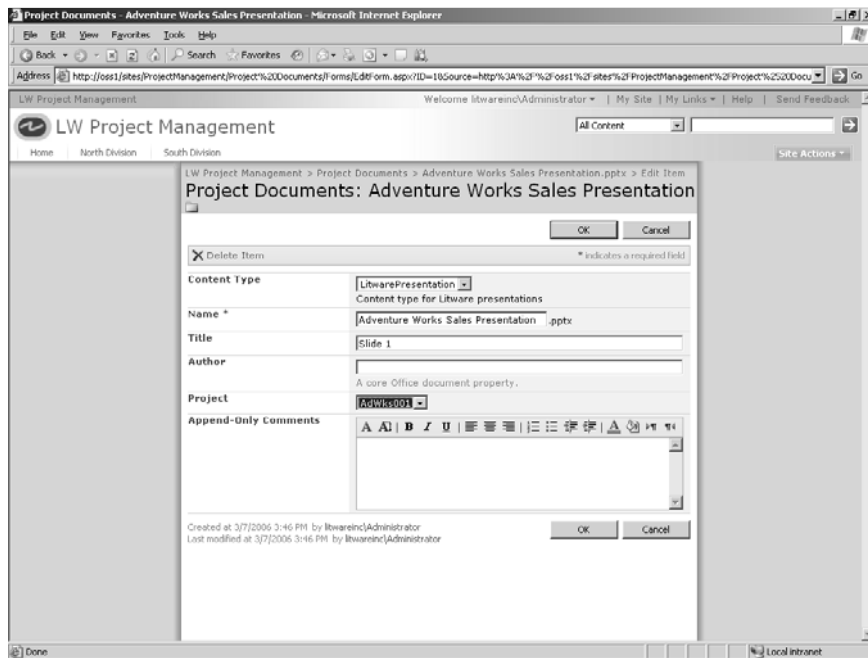 Project Documents - Adventure Works Sales Presentation - Microsoft Internet Explorer
File Edit View Favorites Tools Help
Back Search Favorites
Address http://oss1/sites/ProjectManagement/Project%20Documents/Forms/EditForm.aspx?ID=1&Source=http%3A%2F%2Foss1%2Fsites%2FProjectManagement%2FProject%2520Docu Go
LW Project Management Welcome litwareinc\Administrator | My Site | My Links | Help | Send Feedback
LW Project Management All Content
Home North Division South Division Site Actions
LW Project Management > Project Documents > Adventure Works Sales Presentation.pptx > Edit Item
Project Documents: Adventure Works Sales Presentation
OK Cancel
Delete Item * indicates a required field
Content Type LitwarePresentation
Content type for Litware presentations
Name * Adventure Works Sales Presentation .pptx
Title Slide 1
Author
A core Office document property.
Project AdWks001
Append-Only Comments A A B I U A
Created at 3/7/2006 3:46 PM by litwareinc\Administrator OK Cancel
Last modified at 3/7/2006 3:46 PM by litwareinc\Administrator
Done Local intranet